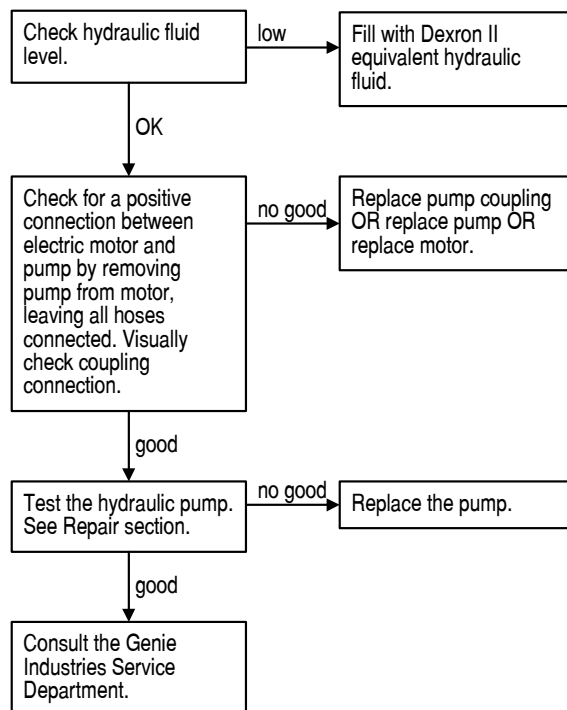 Check hydraulic fluid
level.
low
Fill with Dexron II
equivalent hydraulic
fluid.
OK
Check for a positive
connection between
electric motor and
pump by removing
pump from motor,
leaving all hoses
connected. Visually
check coupling
connection.
no good
Replace pump coupling
OR replace pump OR
replace motor.
good
Test the hydraulic pump.
See Repair section.
no good
Replace the pump.
good
Consult the Genie
Industries Service
Department.